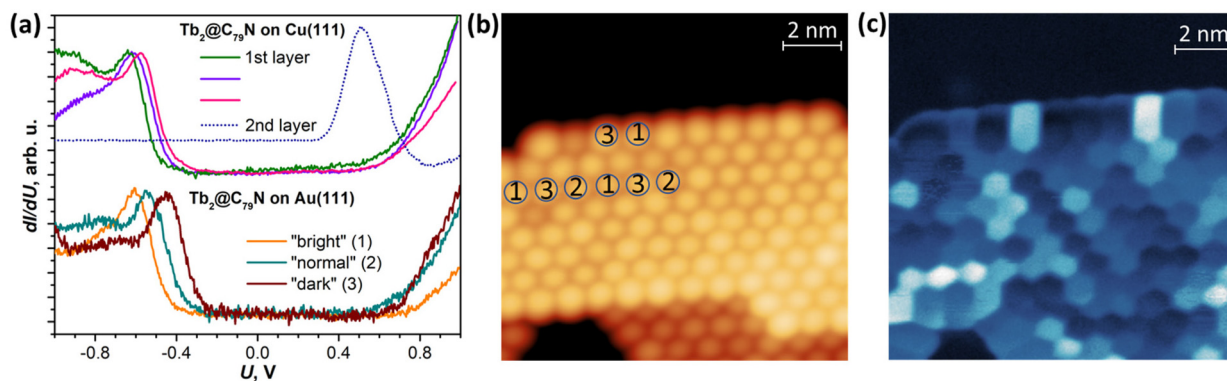 (a)
Tb₂@C₇₉N on Cu(111)
1st layer
2nd layer
Tb₂@C₇₉N on Au(111)
"bright" (1)
"normal" (2)
"dark" (3)
dI/dU, arb. u.
-0.8 -0.4 0.0 0.4 0.8
U, V
(b)
2 nm
3 1
1 3 2 1 3 2
(c)
2 nm